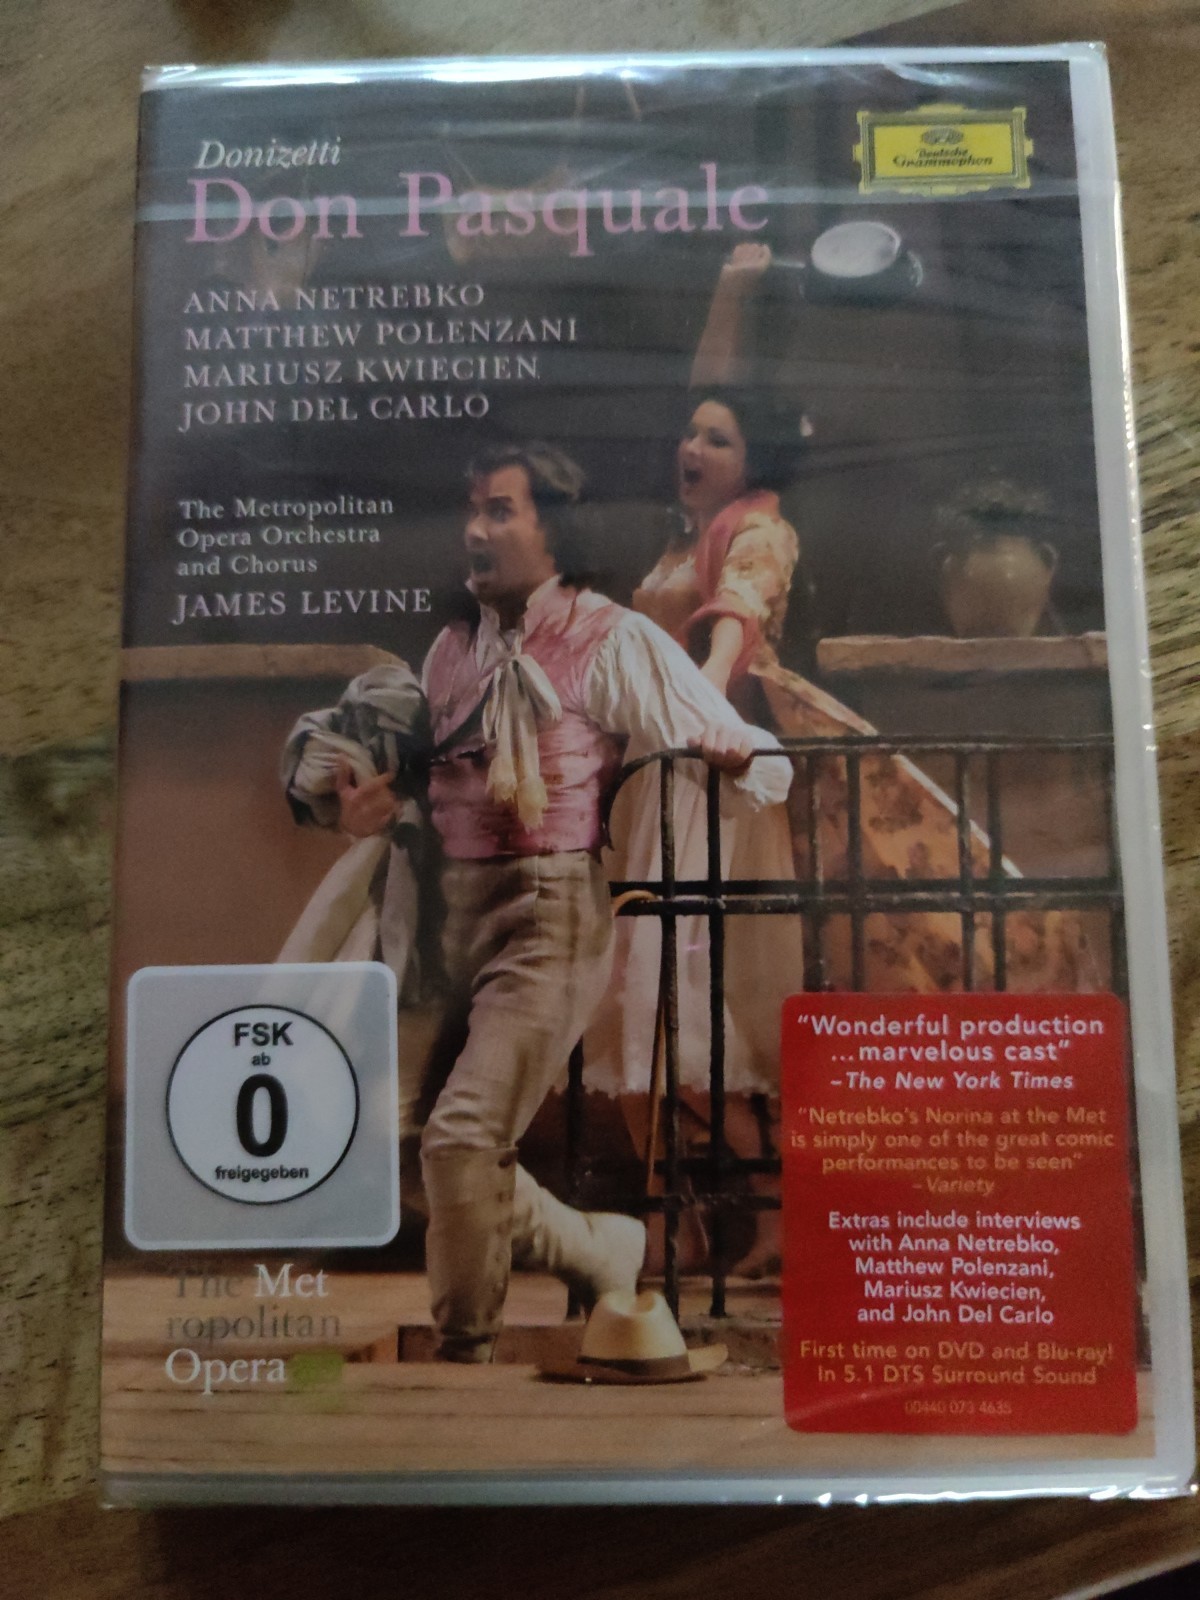 Donizetti
Don Pasquale
Deutsche
Grammophon
ANNA NETREBKO
MATTHEW POLENZANI
MARIUSZ KWIECIEN
JOHN DEL CARLO
The Metropolitan
Opera Orchestra
and Chorus
JAMES LEVINE
FSK
ab
0
freigegeben
The Met
ropolitan
Opera
“Wonderful production
...marvelous cast”
–The New York Times
“Netrebko's Norina at the Met
is simply one of the great comic
performances to be seen”
–Variety
Extras include interviews
with Anna Netrebko,
Matthew Polenzani,
Mariusz Kwiecien,
and John Del Carlo
First time on DVD and Blu-ray!
In 5.1 DTS Surround Sound
00440 073 4635